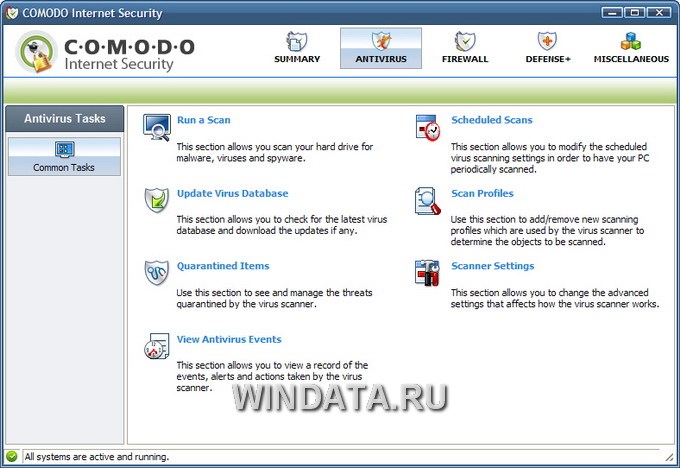 COMODO Internet Security
C·O·M·O·D·O
Internet Security
SUMMARY
ANTIVIRUS
FIREWALL
DEFENSE+
MISCELLANEOUS
Antivirus Tasks
Common Tasks
Run a Scan
This section allows you scan your hard drive for
malware, viruses and spyware.
Update Virus Database
This section allows you to check for the latest virus
database and download the updates if any.
Quarantined Items
Use this section to see and manage the threats
quarantined by the virus scanner.
View Antivirus Events
This section allows you to view a record of the
events, alerts and actions taken by the virus
scanner.
Scheduled Scans
This section allows you to modify the scheduled
virus scanning settings in order to have your PC
periodically scanned.
Scan Profiles
Use this section to add/remove new scanning
profiles which are used by the virus scanner to
determine the objects to be scanned.
Scanner Settings
This section allows you to change the advanced
settings that affects how the virus scanner works.
WINDATA.RU
All systems are active and running.